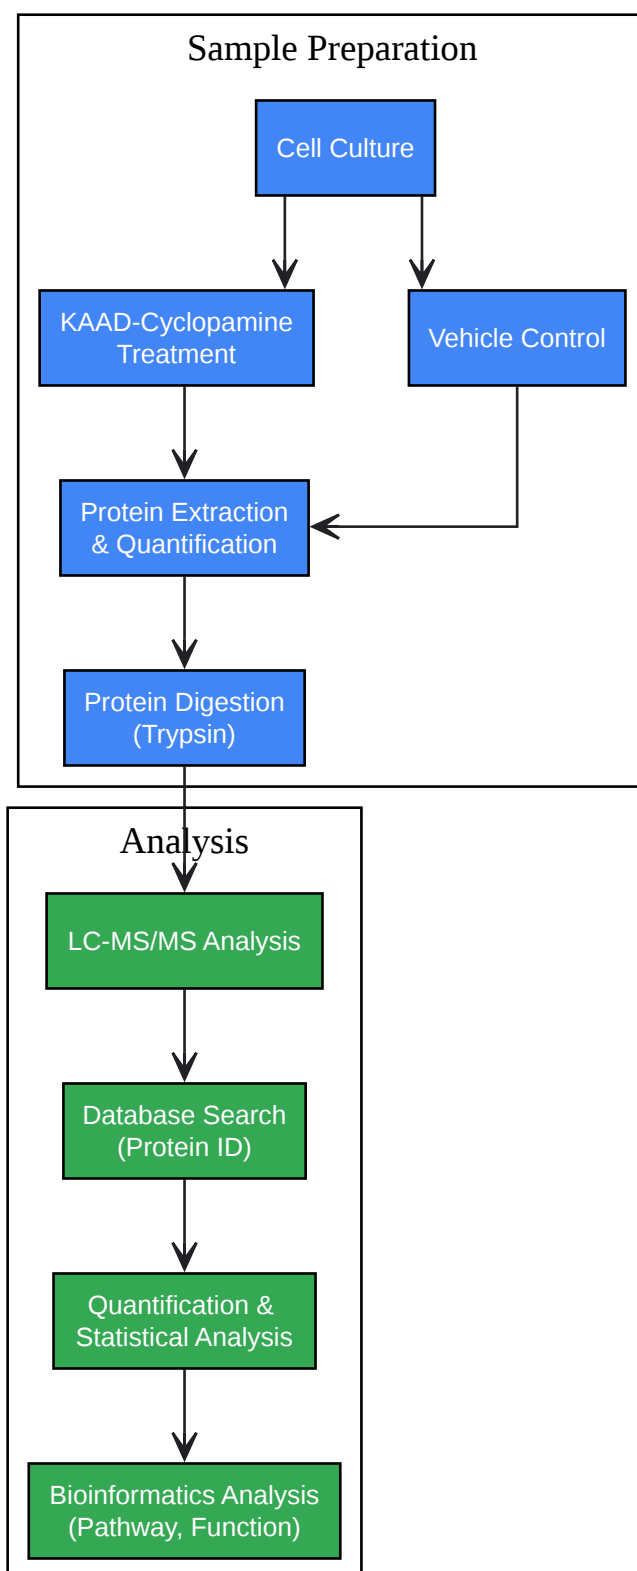 Sample Preparation
Cell Culture
KAAD-Cyclopamine
Treatment
Vehicle Control
Protein Extraction
& Quantification
Protein Digestion
(Trypsin)
Analysis
LC-MS/MS Analysis
Database Search
(Protein ID)
Quantification &
Statistical Analysis
Bioinformatics Analysis
(Pathway, Function)